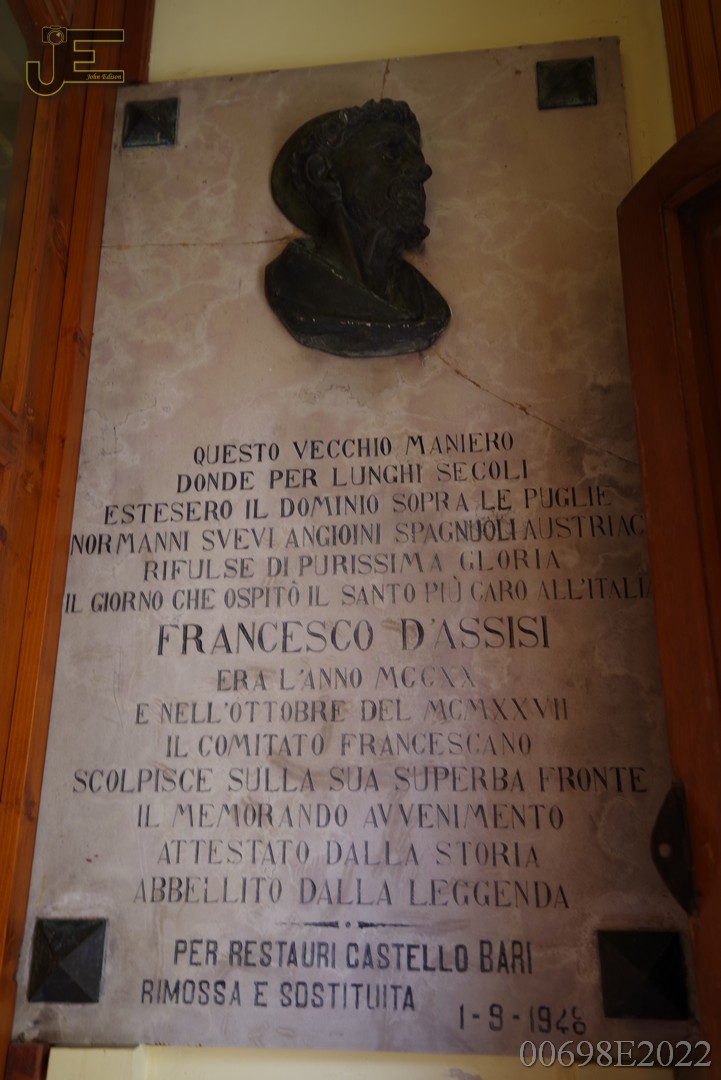 JE
John Edison
QUESTO VECCHIO MANIERO
DONDE PER LUNGHI SECOLI
ESTESERO IL DOMINIO SOPRA LE PUGLIE
NORMANNI SVEVI ANGIOINI SPAGNUOLI AUSTRIAC
RIFULSE DI PURISSIMA GLORIA
IL GIORNO CHE OSPITÒ IL SANTO PIÙ CARO ALL'ITALIA
FRANCESCO D'ASSISI
ERA L'ANNO MCCXX
E NELL'OTTOBRE DEL MCMXXVII
IL COMITATO FRANCESCANO
SCOLPISCE SULLA SUA SUPERBA FRONTE
IL MEMORANDO AVVENIMENTO
ATTESTATO DALLA STORIA
ABBELLITO DALLA LEGGENDA
PER RESTAURI CASTELLO BARI
RIMOSSA E SOSTITUITA
00698E2022